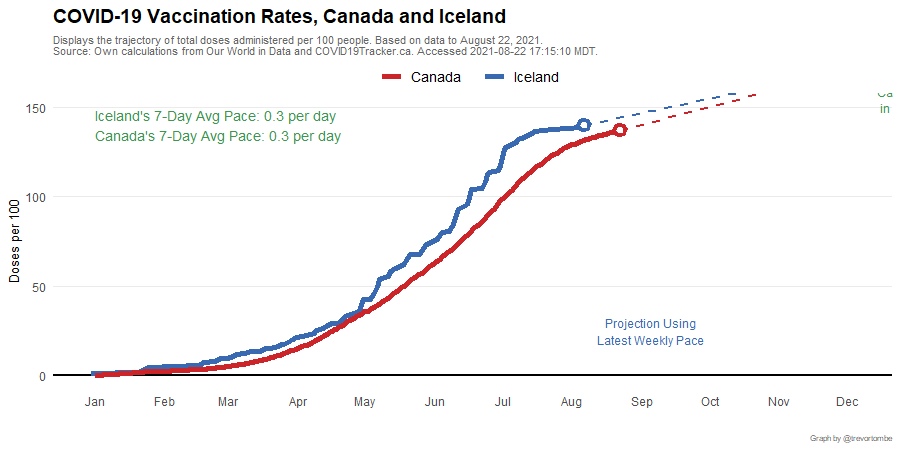 COVID-19 Vaccination Rates, Canada and Iceland
Displays the trajectory of total doses administered per 100 people. Based on data to August 22, 2021.
Source: Own calculations from Our World in Data and COVID19Tracker.ca. Accessed 2021-08-22 17:15:10 MDT.
Canada Iceland
150
Iceland's 7-Day Avg Pace: 0.3 per day
Canada's 7-Day Avg Pace: 0.3 per day
Ca
in
100
Doses per 100
50
Projection Using
Latest Weekly Pace
0
Jan Feb Mar Apr May Jun Jul Aug Sep Oct Nov Dec
Graph by @trevortombe